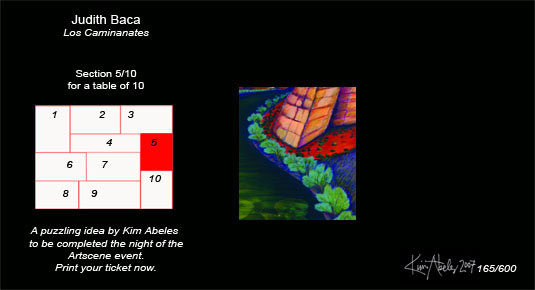 Judith Baca
Los Caminanates
Section 5/10
for a table of 10
1 2 3
4 5
6 7
10
8 9
A puzzling idea by Kim Abeles
to be completed the night of the
Artscene event.
Print your ticket now.
Kim Abeles 2007 165/600